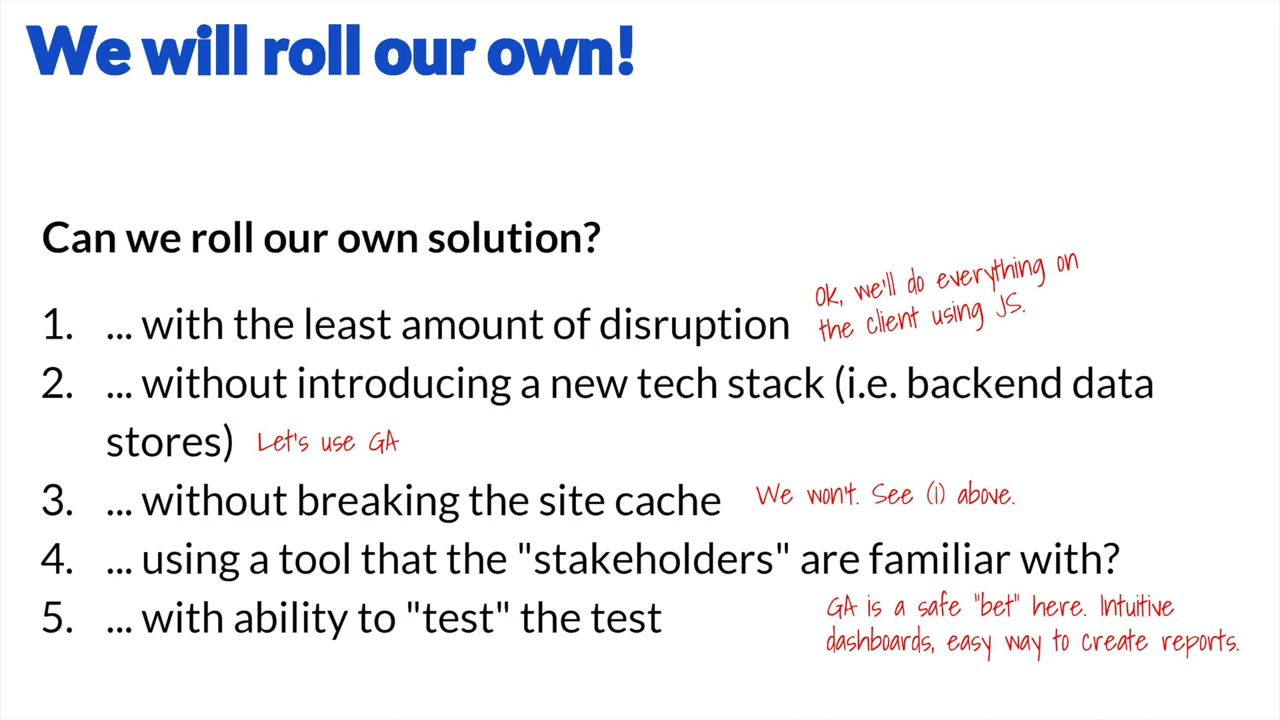 We will roll our own!
Can we roll our own solution?
1. ... with the least amount of disruption
Ok, we'll do everything on
the client using JS.
2. ... without introducing a new tech stack (i.e. backend data
stores) Let's use GA
3. ... without breaking the site cache We won't. See (1) above.
4. ... using a tool that the "stakeholders" are familiar with?
GA is a safe "bet" here. Intuitive
dashboards, easy way to create reports.
5. ... with ability to "test" the test